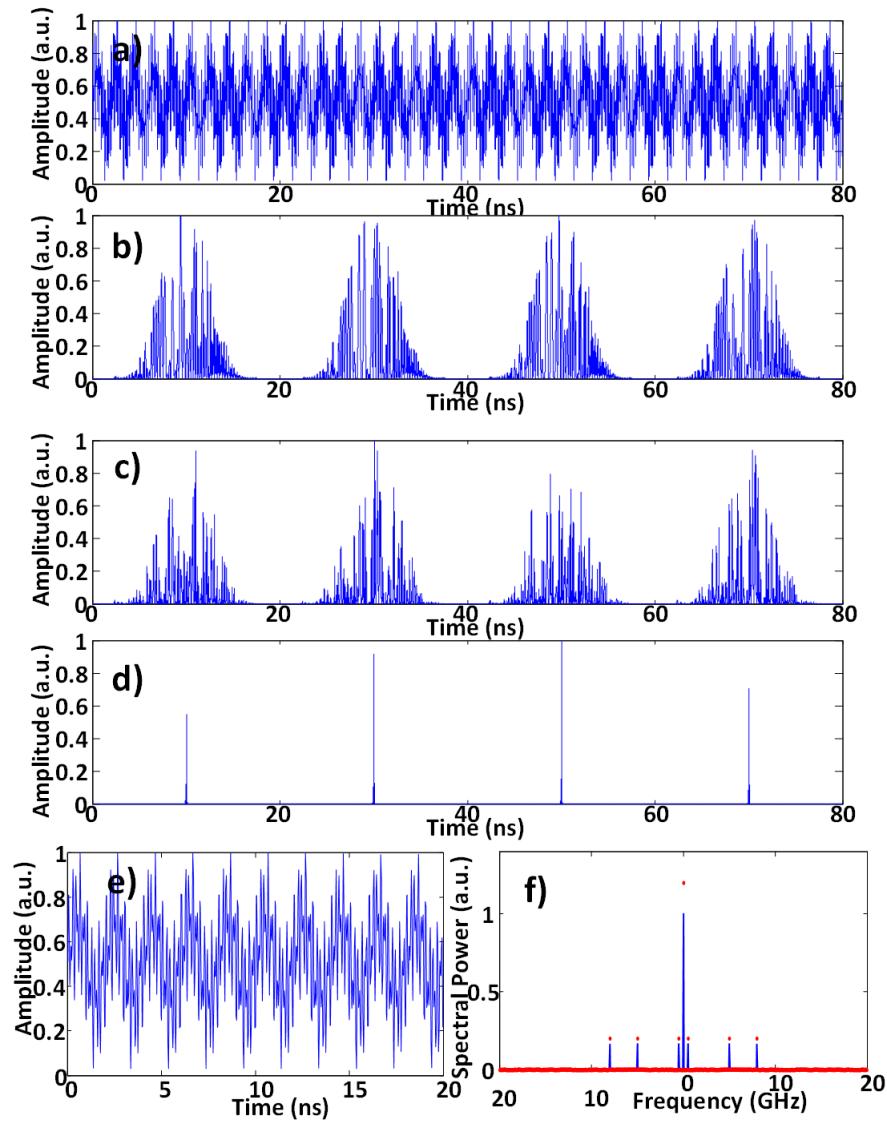 a)
Amplitude (a.u.)
1
0.8
0.6
0.4
0.2
0
0 20 40 60 80
Time (ns)
b)
Amplitude (a.u.)
1
0.8
0.6
0.4
0.2
0
0 20 40 60 80
Time (ns)
c)
Amplitude (a.u.)
1
0.8
0.6
0.4
0.2
0
0 20 40 60 80
Time (ns)
d)
Amplitude (a.u.)
1
0.8
0.6
0.4
0.2
0
0 20 40 60 80
Time (ns)
e)
Amplitude (a.u.)
1
0.8
0.6
0.4
0.2
0
0 5 10 15 20
Time (ns)
f)
Spectral Power (a.u.)
1
0.5
0
20 10 0 10 20
Frequency (GHz)